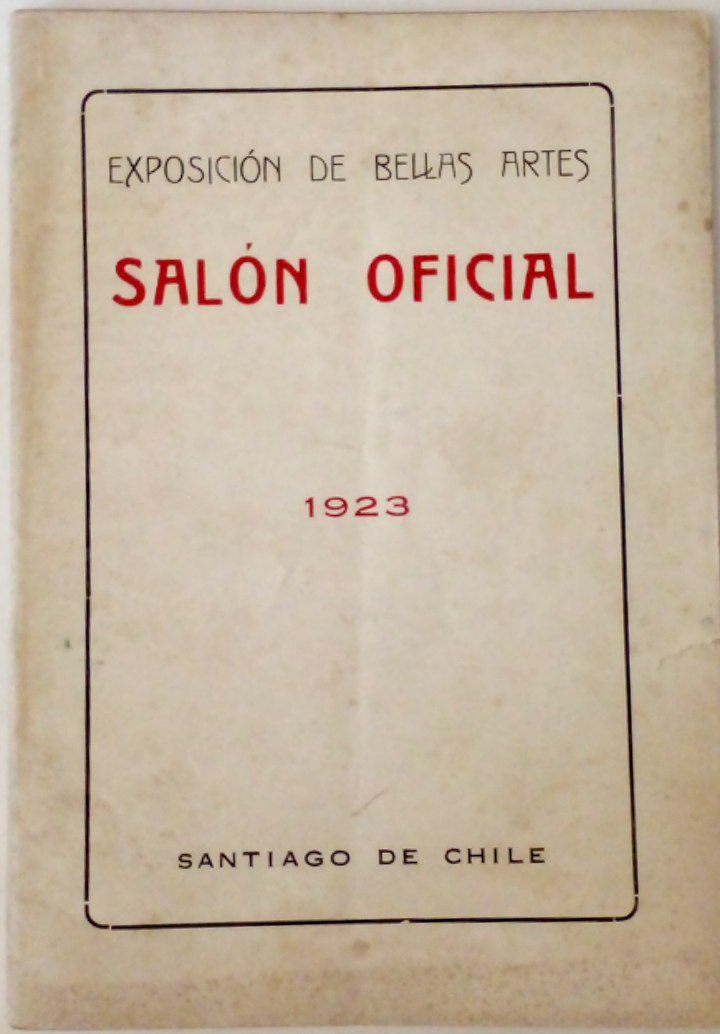 EXPOSICIÓN DE BELLAS ARTES
SALÓN OFICIAL
1923
SANTIAGO DE CHILE